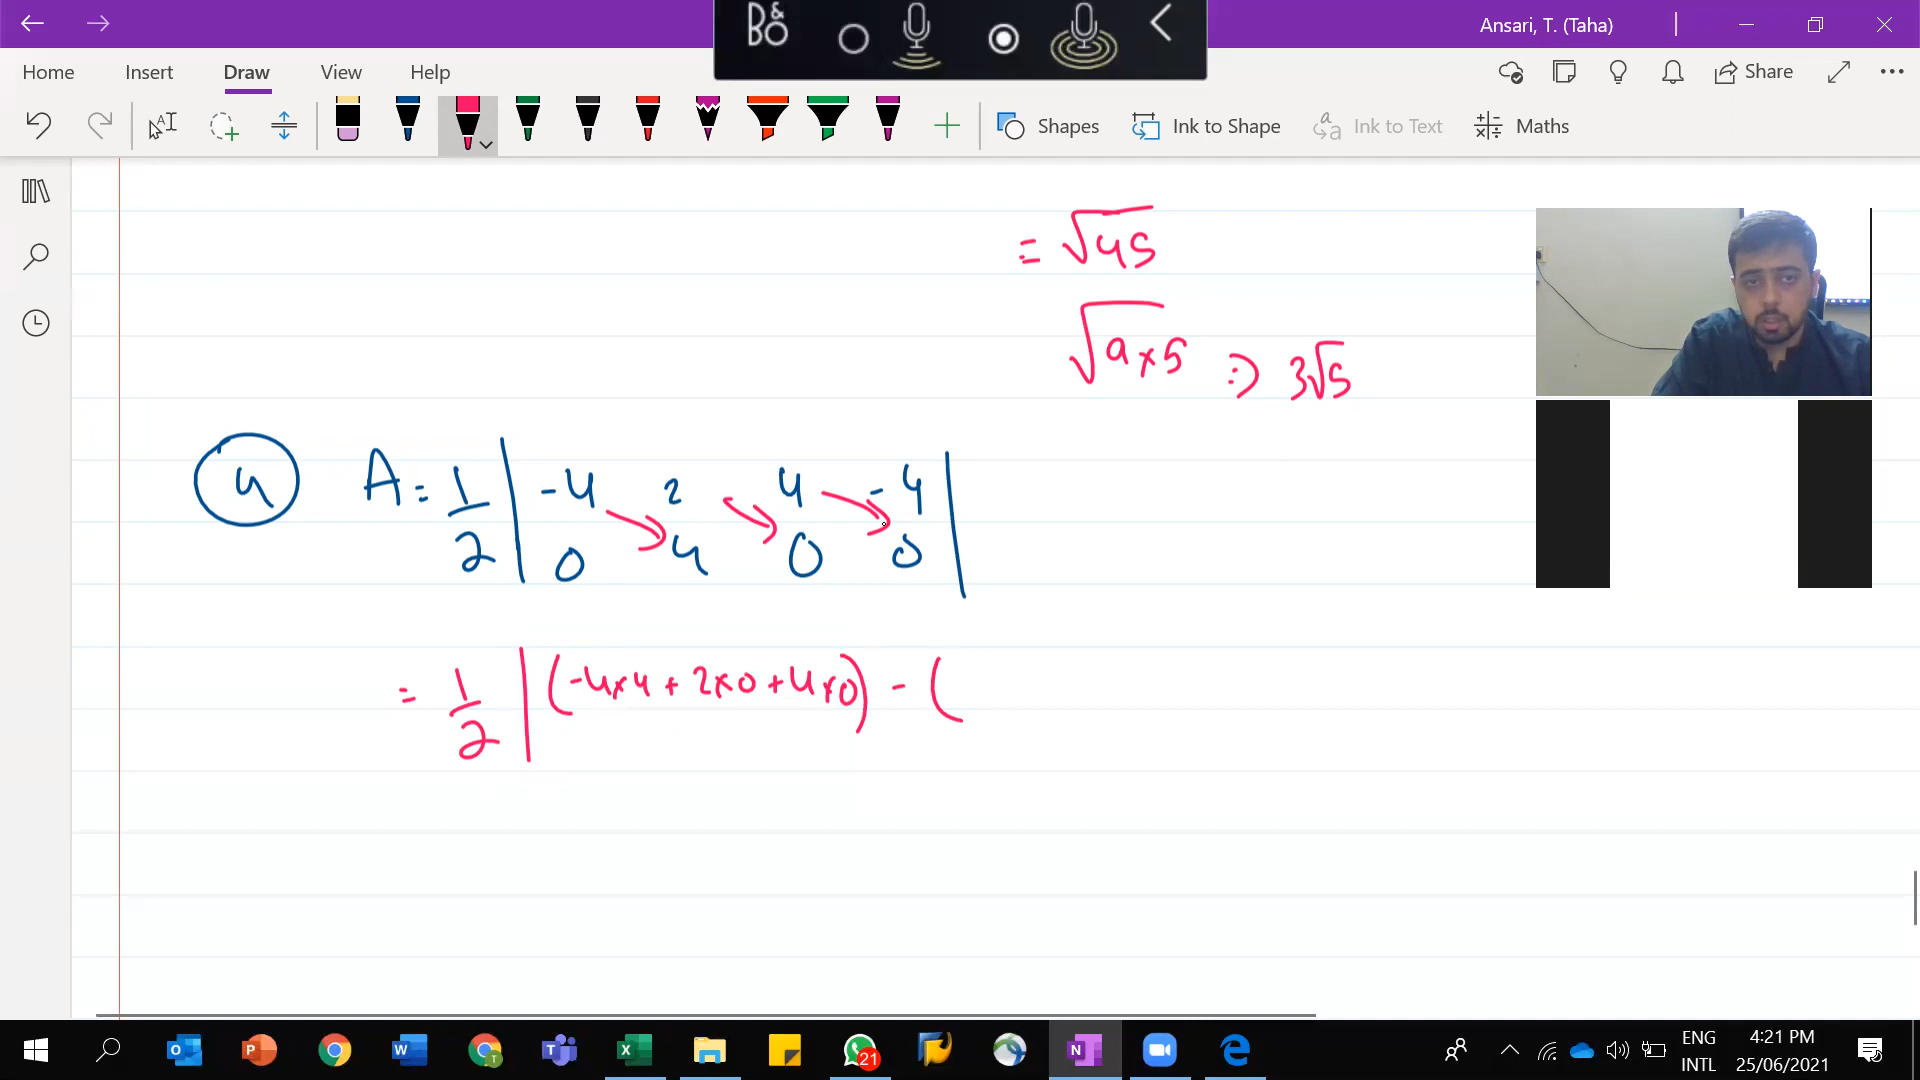 B&O
Ansari, T. (Taha)
Home Insert Draw View Help Share
Shapes Ink to Shape Ink to Text Maths
= √45
√9×5 ⇒ 3√5
4 A = 1/2 | -4 2 4 -4 |
0 4 0 0
= 1/2 | (-4×4 + 2×0 + 4×0) - (
21
ENG 4:21 PM
INTL 25/06/2021